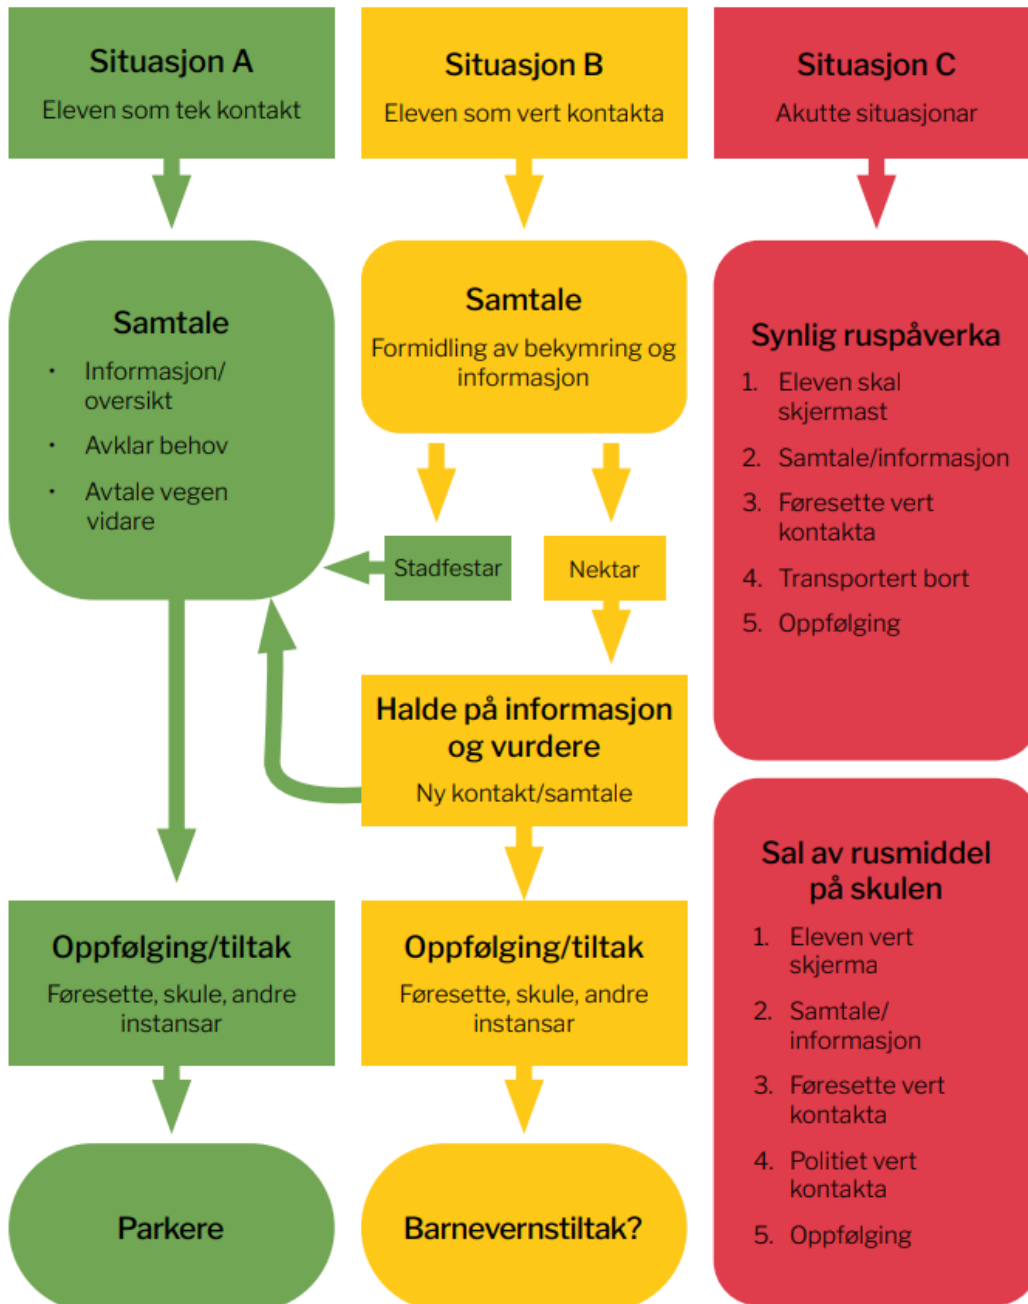 Situasjon A
Eleven som tek kontakt
Samtale
• Informasjon/
oversikt
• Avklar behov
• Avtale vegen
vidare
Oppfølging/tiltak
Føresette, skule, andre
instansar
Parkere
Situasjon B
Eleven som vert kontakta
Samtale
Formidling av bekymring og
informasjon
Stadfestar
Nektar
Halde på informasjon
og vurdere
Ny kontakt/samtale
Oppfølging/tiltak
Føresette, skule, andre
instansar
Barnevernstiltak?
Situasjon C
Akutte situasjonar
Synlig ruspåverka
1. Eleven skal
skjermast
2. Samtale/informasjon
3. Føresette vert
kontakta
4. Transportert bort
5. Oppfølging
Sal av rusmiddel
på skulen
1. Eleven vert
skjerma
2. Samtale/
informasjon
3. Føresette vert
kontakta
4. Politiet vert
kontakta
5. Oppfølging